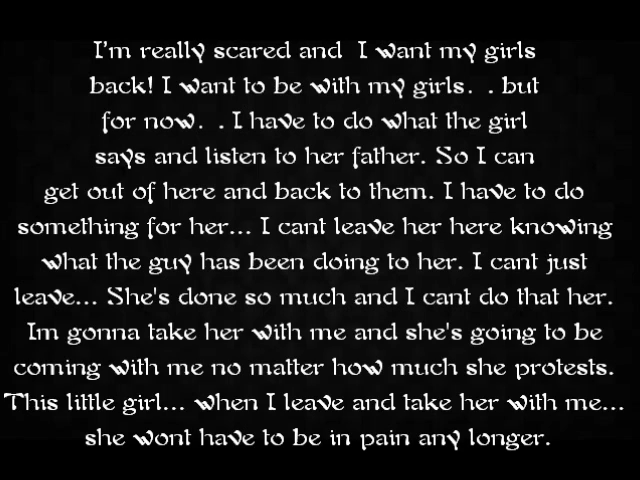 I'm really scared and I want my girls
back! I want to be with my girls. . but
for now. . I have to do what the girl
says and listen to her father. So I can
get out of here and back to them. I have to do
something for her... I cant leave her here knowing
what the guy has been doing to her. I cant just
leave... She's done so much and I cant do that her.
Im gonna take her with me and she's going to be
coming with me no matter how much she protests.
This little girl... when I leave and take her with me...
she wont have to be in pain any longer.